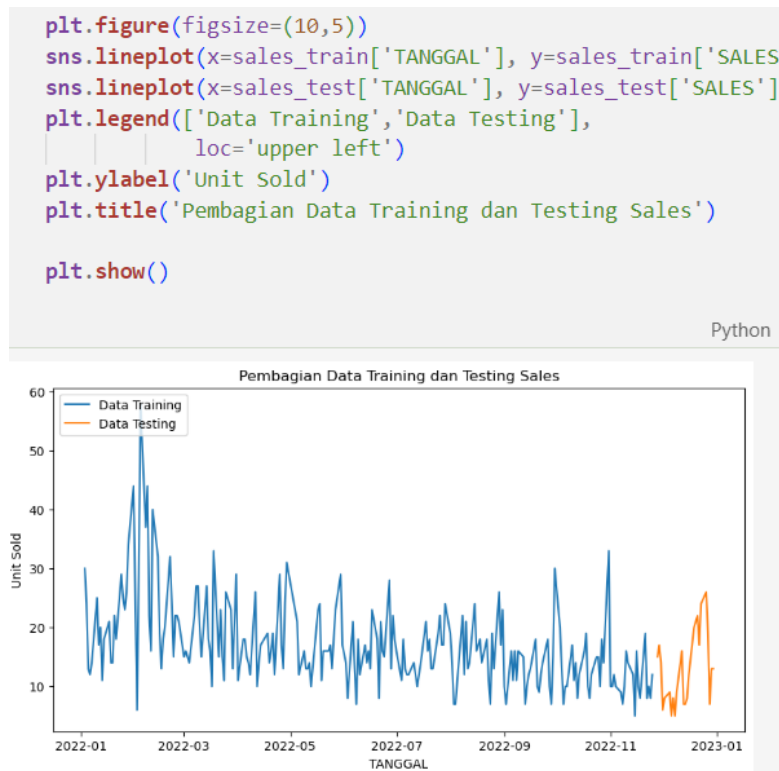 plt.figure(figsize=(10,5))
sns.lineplot(x=sales_train['TANGGAL'], y=sales_train['SALES
sns.lineplot(x=sales_test['TANGGAL'], y=sales_test['SALES']
plt.legend(['Data Training','Data Testing'],
loc='upper left')
plt.ylabel('Unit Sold')
plt.title('Pembagian Data Training dan Testing Sales')
plt.show()
Python
Pembagian Data Training dan Testing Sales
Data Training
Data Testing
60
50
40
30
20
10
Unit Sold
2022-01 2022-03 2022-05 2022-07 2022-09 2022-11 2023-01
TANGGAL